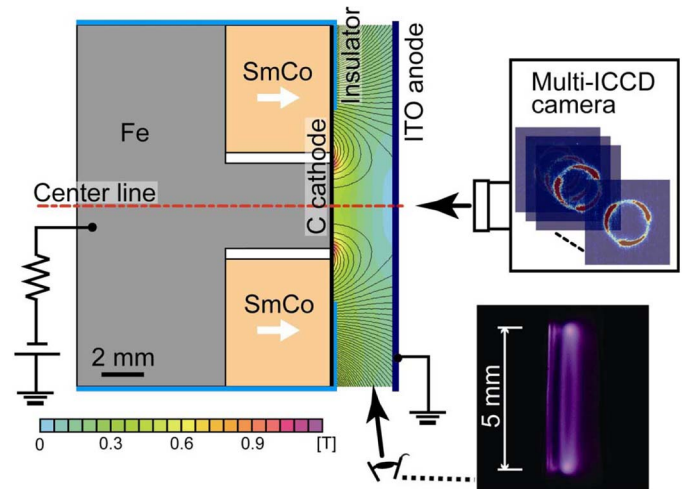 Insulator
ITO anode
SmCo
Multi-ICCD
camera
Fe
C cathode
Center line
SmCo
2 mm
5 mm
0 0.3 0.6 0.9 [T]